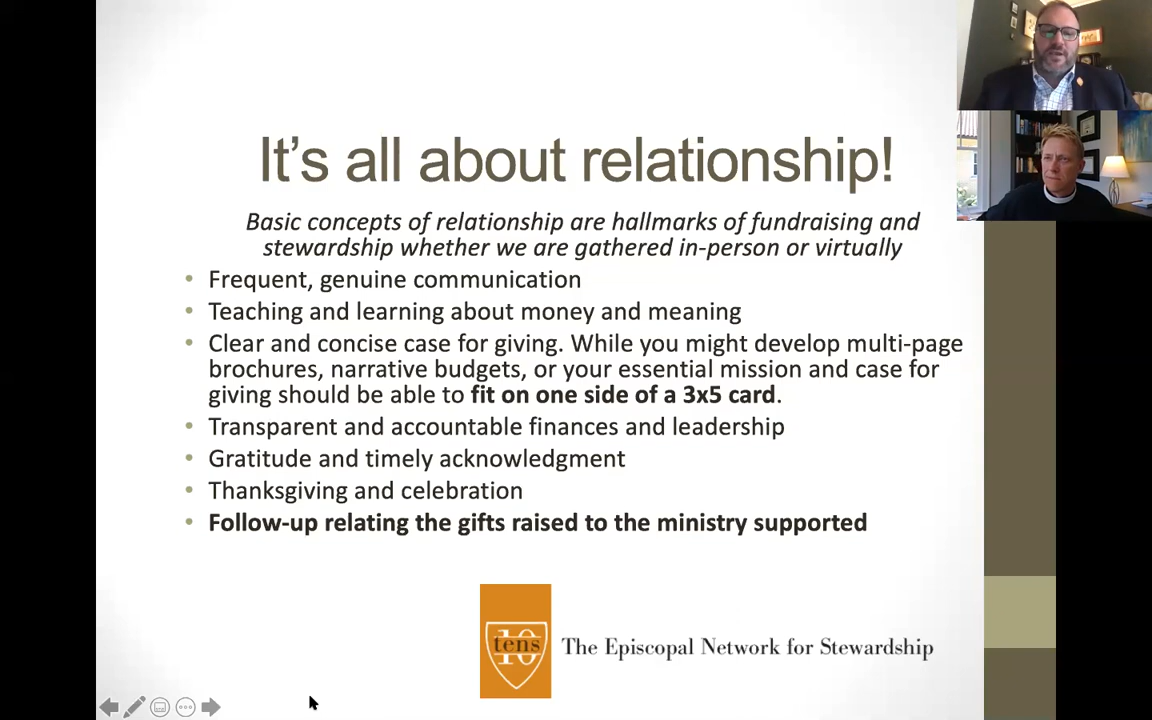 It's all about relationship!
Basic concepts of relationship are hallmarks of fundraising and
stewardship whether we are gathered in-person or virtually
• Frequent, genuine communication
• Teaching and learning about money and meaning
• Clear and concise case for giving. While you might develop multi-page
brochures, narrative budgets, or your essential mission and case for
giving should be able to fit on one side of a 3x5 card.
• Transparent and accountable finances and leadership
• Gratitude and timely acknowledgment
• Thanksgiving and celebration
• Follow-up relating the gifts raised to the ministry supported
10
tens
The Episcopal Network for Stewardship